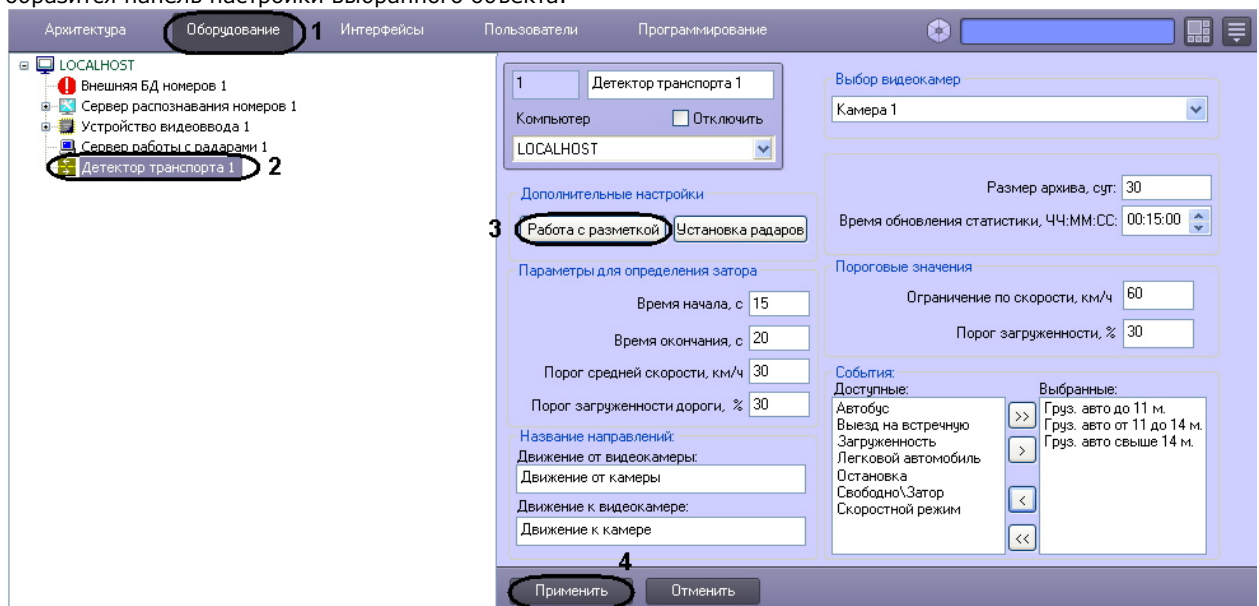 образится панель настройки выбранного объекта.
Архитектура Оборудование 1 Интерфейсы Пользователи Программирование
LOCALHOST
Внешняя БД номеров 1
Сервер распознавания номеров 1
Устройство видеоввода 1
Сервер работы с радарами 1
Детектор транспорта 1 2
1 Детектор транспорта 1
Компьютер Отключить
LOCALHOST
Выбор видеокамер
Камера 1
Дополнительные настройки
3 Работа с разметкой Установка радаров
Размер архива, сут: 30
Время обновления статистики, ЧЧ:ММ:СС: 00:15:00
Параметры для определения затора
Время начала, с 15
Время окончания, с 20
Порог средней скорости, км/ч 30
Порог загруженности дороги, % 30
Пороговые значения
Ограничение по скорости, км/ч 60
Порог загруженности, % 30
Название направлений:
Движение от видеокамеры:
Движение от камеры
Движение к видеокамере:
Движение к камере
События:
Доступные:
Автобус
Выезд на встречную
Загруженность
Легковой автомобиль
Остановка
Свободно\Затор
Скоростной режим
>>
>
<
<<
Выбранные:
Груз. авто до 11 м.
Груз. авто от 11 до 14 м.
Груз. авто свыше 14 м.
4
Применить Отменить